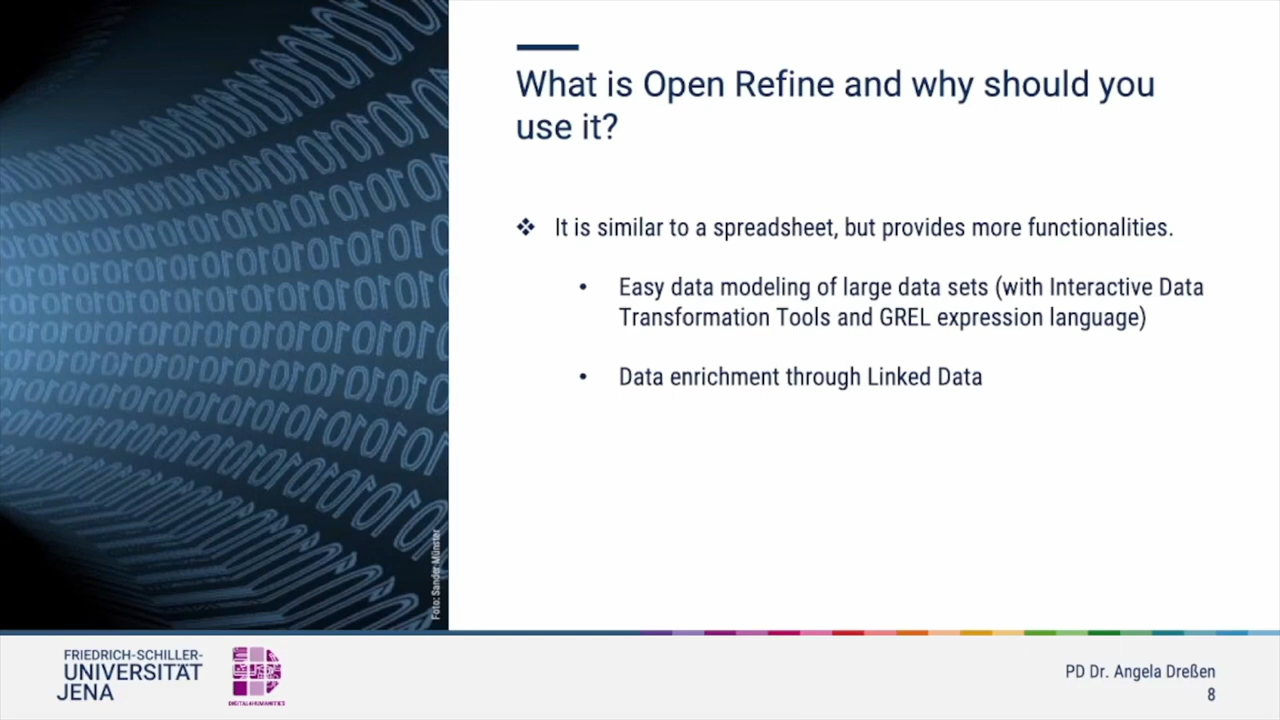 What is Open Refine and why should you
use it?
❖ It is similar to a spreadsheet, but provides more functionalities.
• Easy data modeling of large data sets (with Interactive Data
Transformation Tools and GREL expression language)
• Data enrichment through Linked Data
Foto: Sander Münster
FRIEDRICH-SCHILLER-
UNIVERSITÄT
JENA
DIGITAL4HUMANITIES
PD Dr. Angela Dreßen
8